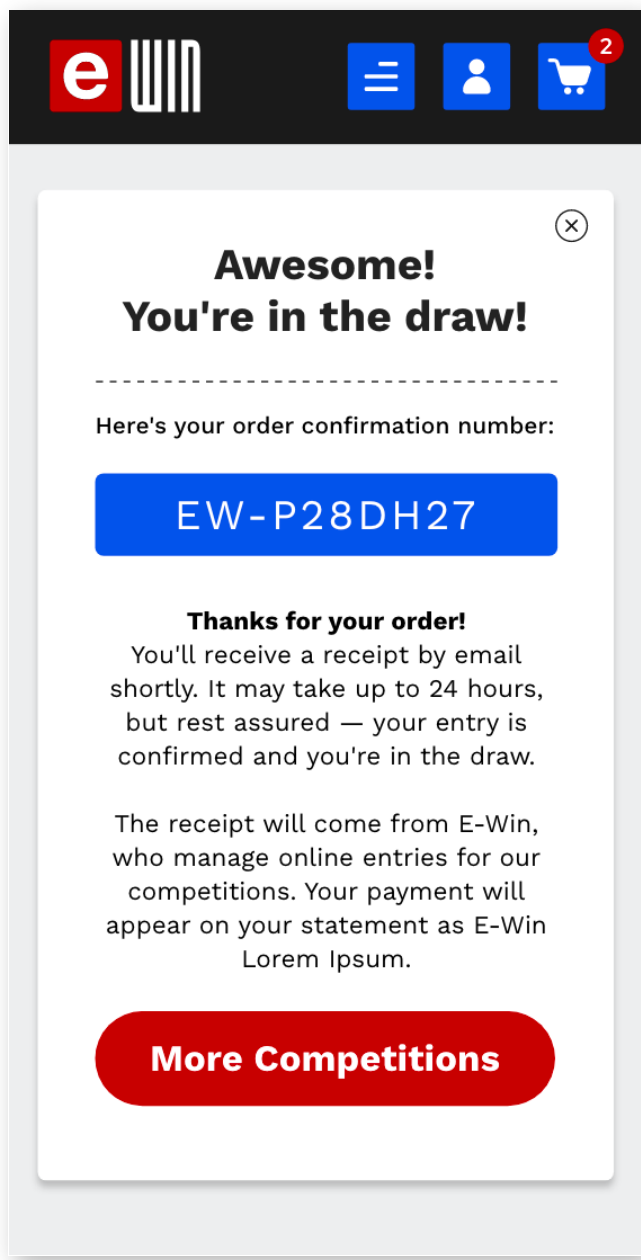 e WIN
2
Awesome!
You're in the draw!
Here's your order confirmation number:
EW-P28DH27
Thanks for your order!
You'll receive a receipt by email
shortly. It may take up to 24 hours,
but rest assured — your entry is
confirmed and you're in the draw.
The receipt will come from E-Win,
who manage online entries for our
competitions. Your payment will
appear on your statement as E-Win
Lorem Ipsum.
More Competitions